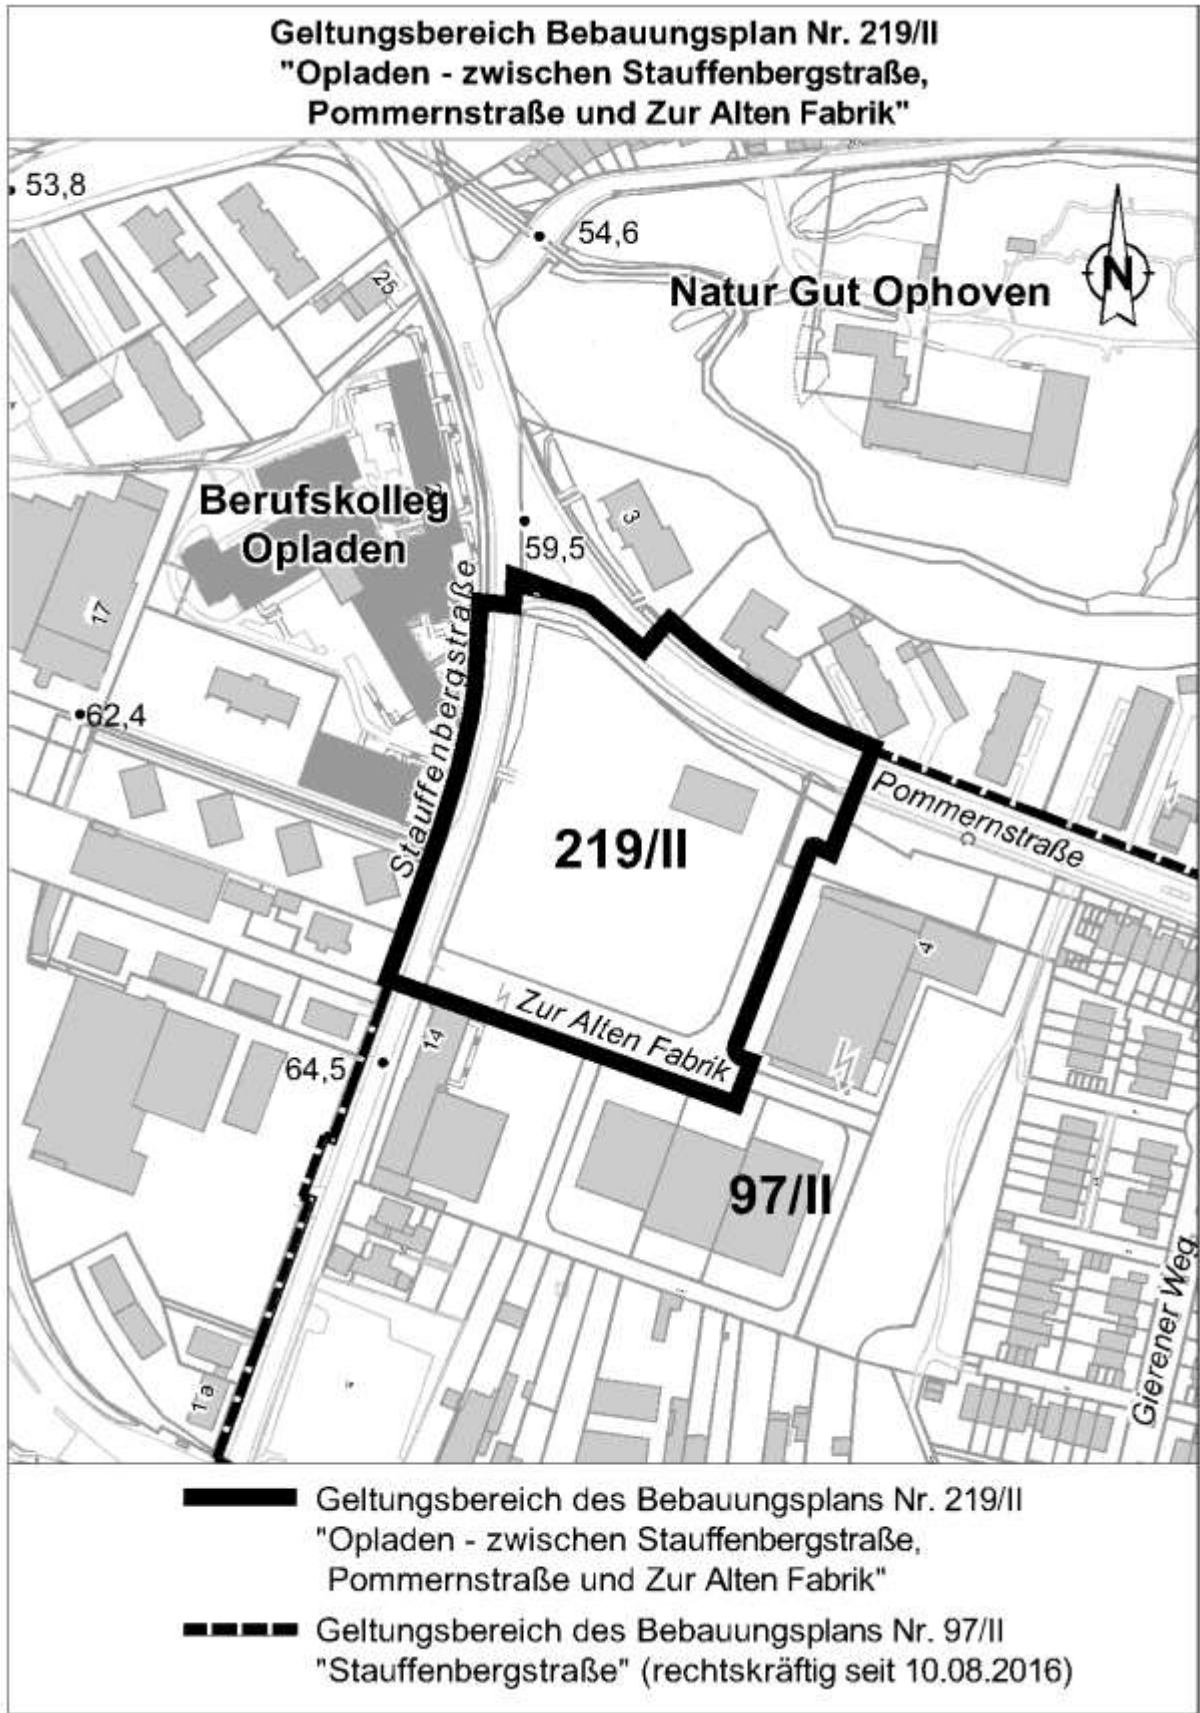 Geltungsbereich Bebauungsplan Nr. 219/II
"Opladen - zwischen Stauffenbergstraße,
Pommernstraße und Zur Alten Fabrik"
53,8
54,6
25
Natur Gut Ophoven
N
Berufskolleg
Opladen
3
59,5
17
Stauffenbergstraße
62,4
Pommernstraße
219/II
4
Zur Alten Fabrik
14
64,5
97/II
Gierener Weg
1a
Geltungsbereich des Bebauungsplans Nr. 219/II
"Opladen - zwischen Stauffenbergstraße,
Pommernstraße und Zur Alten Fabrik"
Geltungsbereich des Bebauungsplans Nr. 97/II
"Stauffenbergstraße" (rechtskräftig seit 10.08.2016)